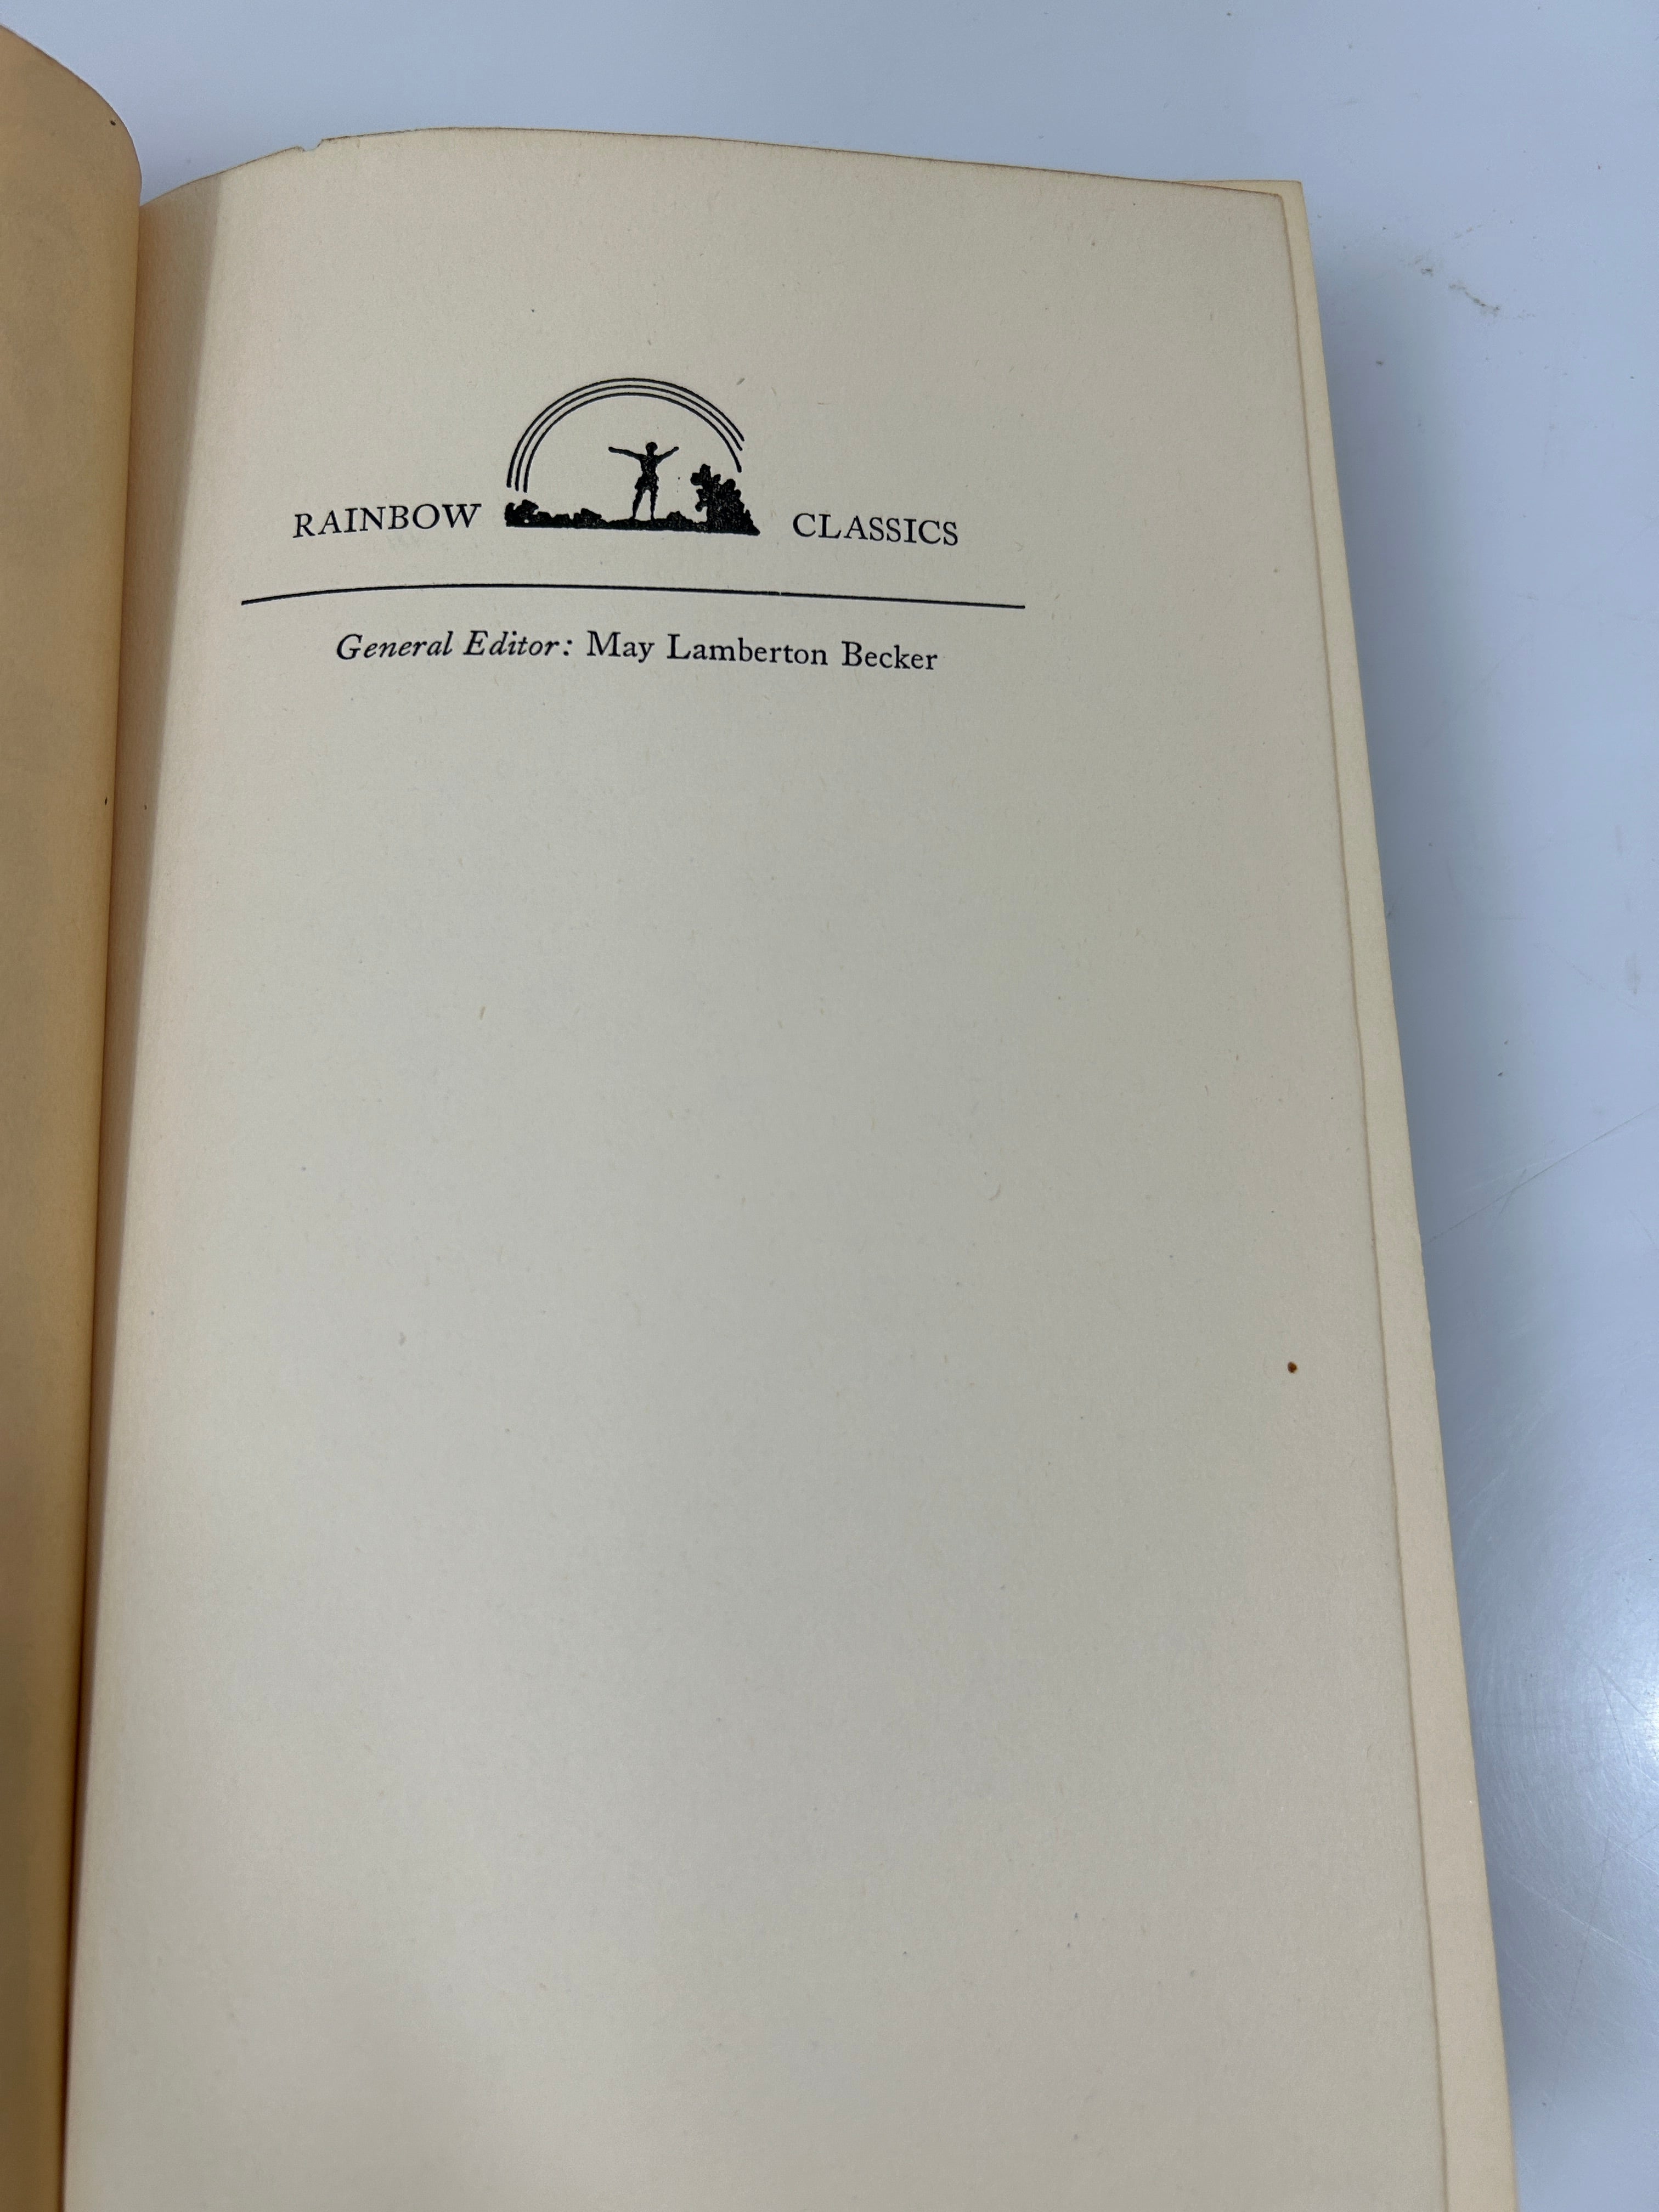 RAINBOW CLASSICS
General Editor: May Lamberton Becker